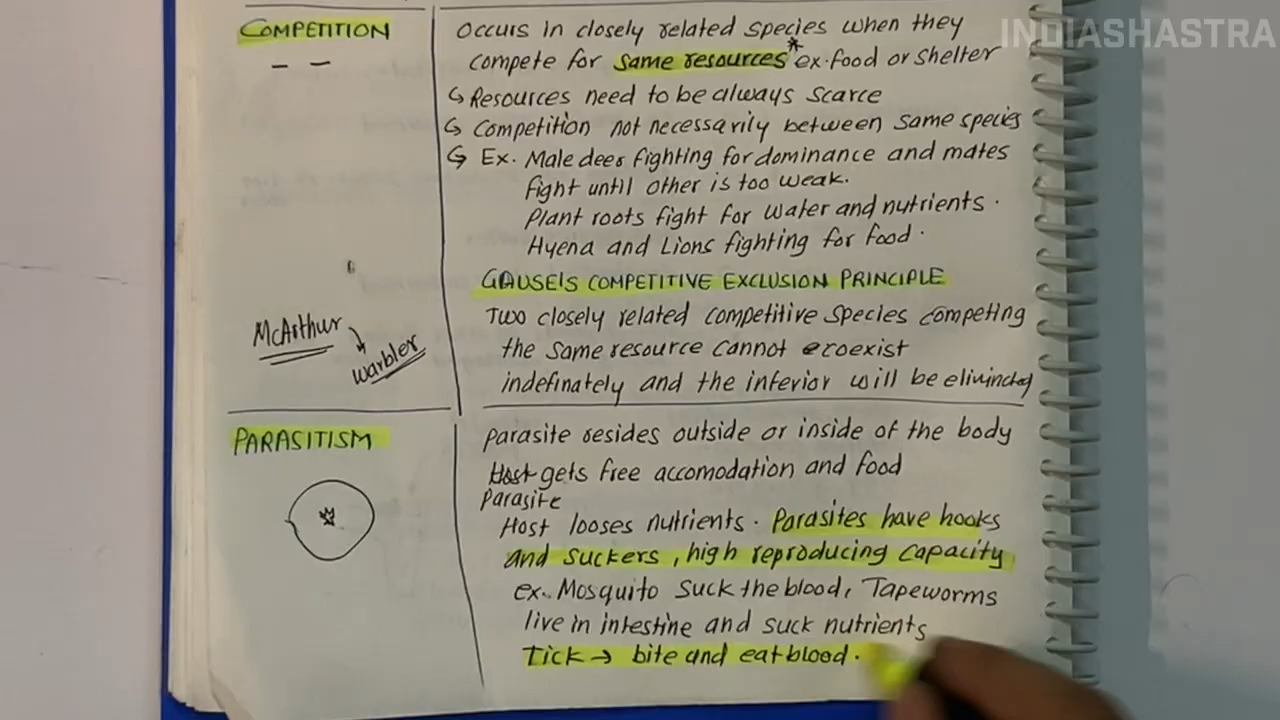 INDIASHASTRA
COMPETITION
– –
Occurs in closely related species when they
compete for same resources* ex. food or shelter
↳ Resources need to be always scarce
↳ Competition not necessarily between same species
↳ Ex. Male deer fighting for dominance and mates
fight until other is too weak.
Plant roots fight for water and nutrients.
Hyena and Lions fighting for food.
GAUSE'S COMPETITIVE EXCLUSION PRINCIPLE
McArthur → warbler
Two closely related competitive species competing
the same resource cannot coexist
indefinately and the inferior will be
PARASITISM
Parasite resides outside or inside of the body
Host gets free accomodation and food
Parasite
Host looses nutrients. Parasites have hooks
and suckers, high reproducing capacity
ex. Mosquito suck the blood, Tapeworms
live in intestine and suck nutrients
Tick → bite and eat blood.